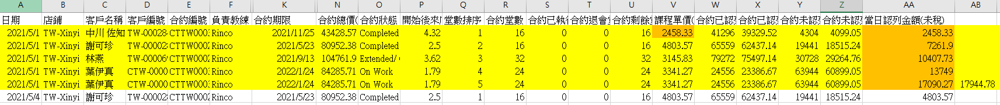 A B C D E F K N O P Q R S T U V W X Y Z AA AB
日期 店鋪 客戶名稱 客戶編號 合約編號 負責教練 合約期限 合約總價( 合約狀態 開始後來 堂數排序 合約堂數 合約已執行 合約退會 合約剩餘 課程單價( 合約已認 合約已認 合約未認 合約未認 當日認列金額(未稅)
2021/5/1 TW-Xinyi 中川 佐知 TW-00028 CTTW000 Rinco 2021/11/25 43428.57 Completed 4.32 1 16 0 0 16 2458.33 41296 39329.52 4304 4099.05 2458.33
2021/5/1 TW-Xinyi 謝可珍 TW-00002 CTTW0002 Rinco 2021/5/23 80952.38 Completed 2.5 2 16 0 0 16 4803.57 65559 62437.14 19441 18515.24 7261.9
2021/5/1 TW-Xinyi 林燕 TW-00006 CTTW0002 Rinco 2021/9/13 104761.9 Extended/ 3.62 3 32 0 0 32 3145.83 79272 75497.14 30728 29264.76 10407.73
2021/5/1 TW-Xinyi 葉伊真 CTW-0000 CTTW0003 Rinco 2022/1/24 84285.71 On Work 1.79 4 24 0 0 24 3341.27 24556 23386.67 63944 60899.05 13749
2021/5/1 TW-Xinyi 葉伊真 CTW-0000 CTTW0003 Rinco 2022/1/24 84285.71 On Work 1.79 5 24 0 0 24 3341.27 24556 23386.67 63944 60899.05 17090.27 17944.78
2021/5/4 TW-Xinyi 謝可珍 TW-00002 CTTW0002 Rinco 2021/5/23 80952.38 Completed 2.5 1 16 0 0 16 4803.57 65559 62437.14 19441 18515.24 4803.57